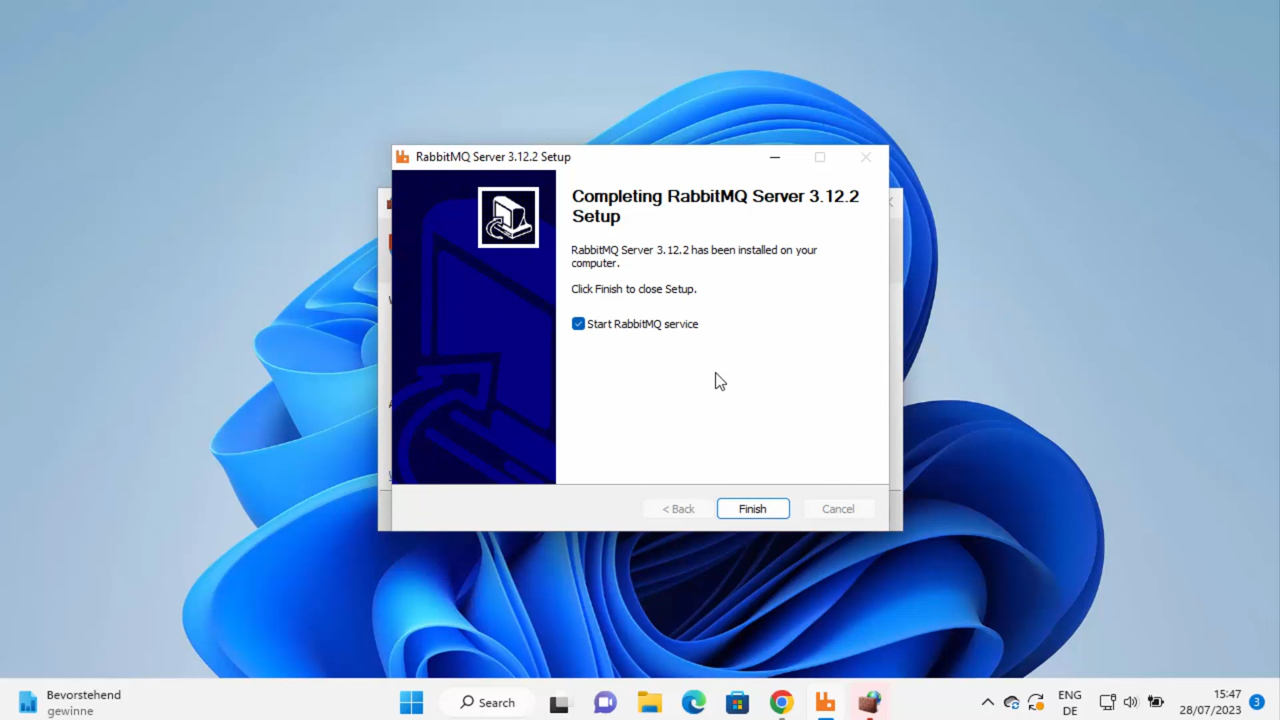 RabbitMQ Server 3.12.2 Setup
Completing RabbitMQ Server 3.12.2
Setup
RabbitMQ Server 3.12.2 has been installed on your
computer.
Click Finish to close Setup.
Start RabbitMQ service
< Back
Finish
Cancel
Bevorstehend
gewinne
Search
ENG
DE
15:47
28/07/2023
3